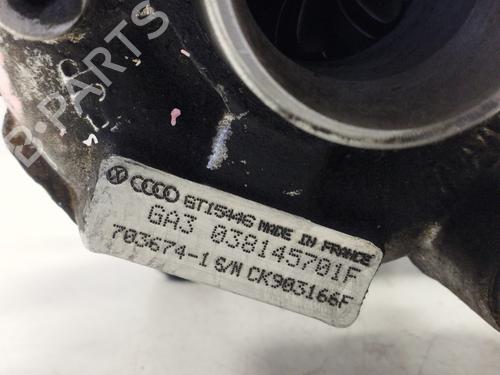 B-PARTS
GT1544S MADE IN FRANCE
GA3 038145701F
703674-1 S/N CK903166F